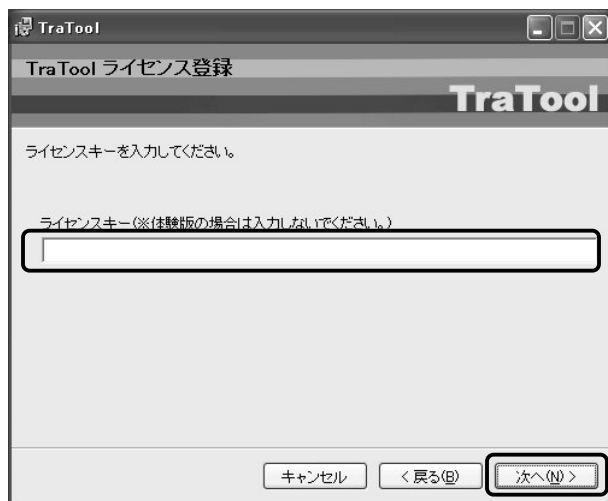 TraTool
TraTool ライセンス登録
TraTool
ライセンスキーを入力してください。
ライセンスキー(※体験版の場合は入力しないでください。)
キャンセル
< 戻る(B)
次へ(N) >